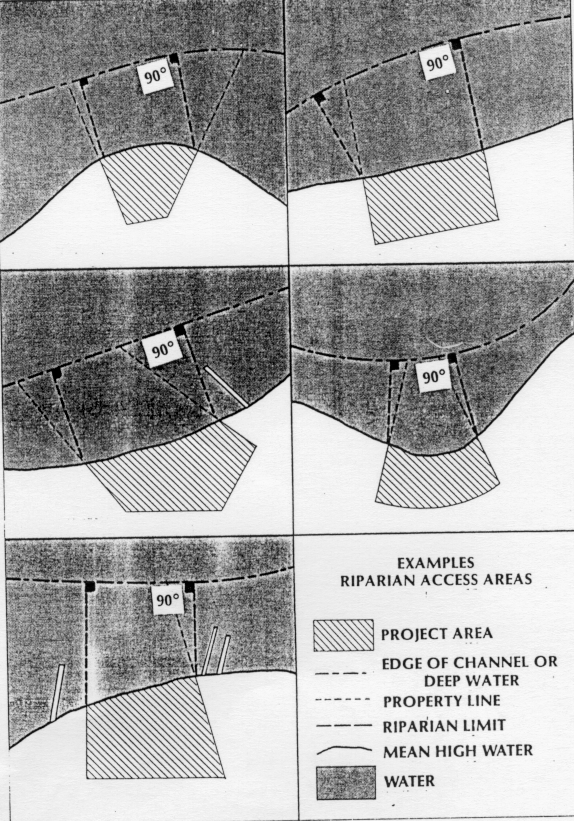 90°
90°
90°
90°
90°
EXAMPLES
RIPARIAN ACCESS AREAS
PROJECT AREA
EDGE OF CHANNEL OR
DEEP WATER
PROPERTY LINE
RIPARIAN LIMIT
MEAN HIGH WATER
WATER